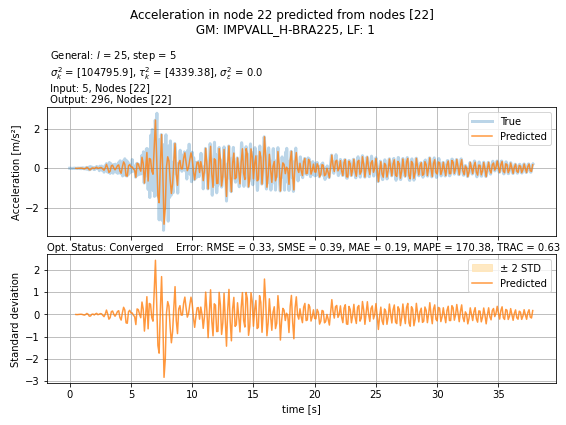 Acceleration in node 22 predicted from nodes [22]
GM: IMPVALL_H-BRA225, LF: 1
General: l = 25, step = 5
σ²ₖ = [104795.9], τ²ₖ = [4339.38], σ²ε = 0.0
Input: 5, Nodes [22]
Output: 296, Nodes [22]
Acceleration [m/s²]
2
0
−2
True
Predicted
Opt. Status: Converged Error: RMSE = 0.33, SMSE = 0.39, MAE = 0.19, MAPE = 170.38, TRAC = 0.63
Standard deviation
2
1
0
−1
−2
−3
± 2 STD
Predicted
0 5 10 15 20 25 30 35
time [s]